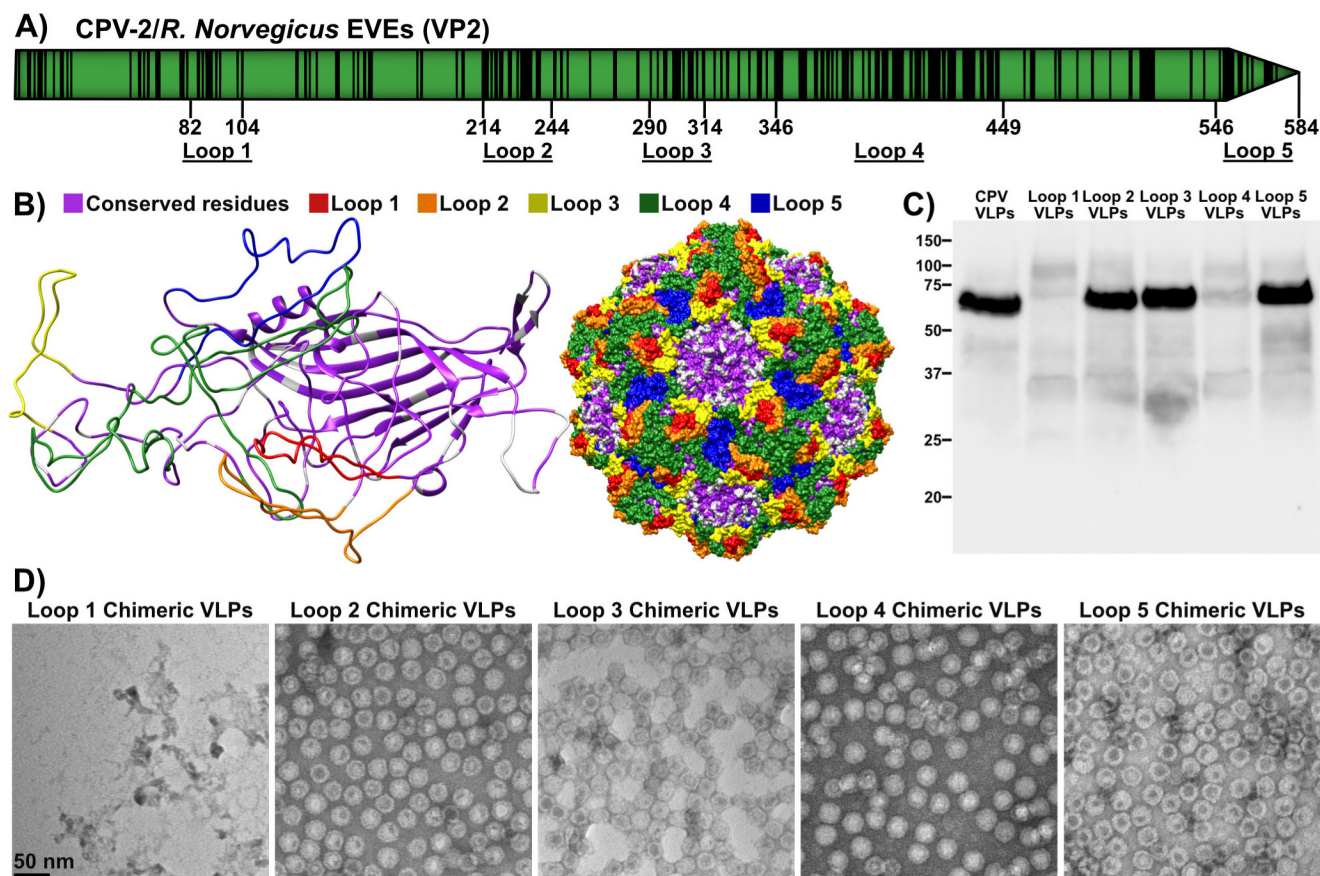 A) CPV-2/R. Norvegicus EVEs (VP2)
82 104 214 244 290 314 346 449 546 584
Loop 1 Loop 2 Loop 3 Loop 4 Loop 5
B) Conserved residues Loop 1 Loop 2 Loop 3 Loop 4 Loop 5
C) CPV VLPs Loop 1 VLPs Loop 2 VLPs Loop 3 VLPs Loop 4 VLPs Loop 5 VLPs
150
100
75
50
37
25
20
D)
Loop 1 Chimeric VLPs Loop 2 Chimeric VLPs Loop 3 Chimeric VLPs Loop 4 Chimeric VLPs Loop 5 Chimeric VLPs
50 nm